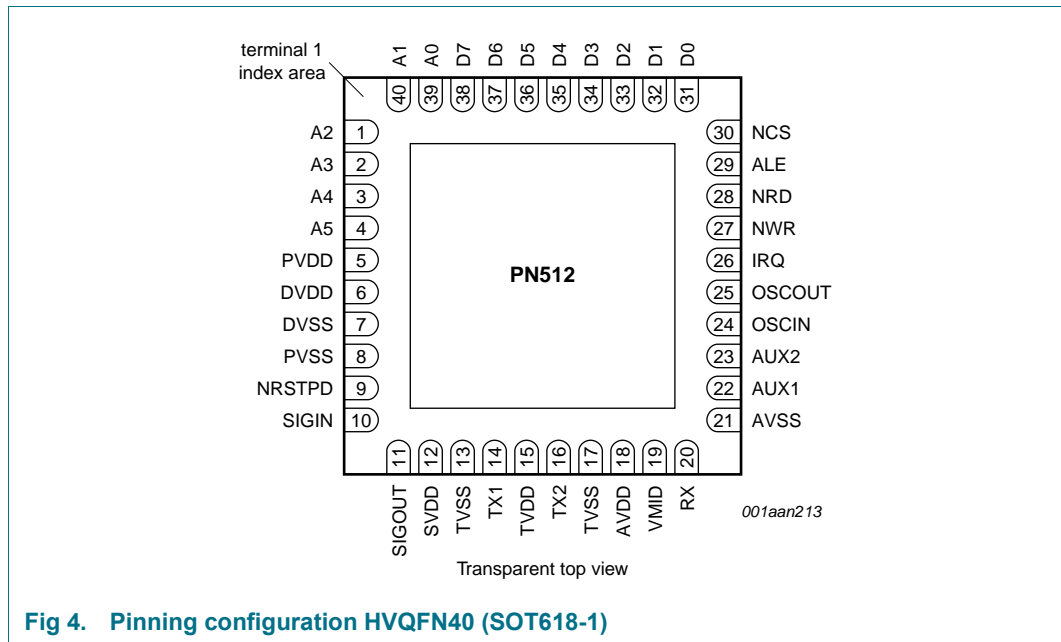 terminal 1
index area
A1
A0
D7
D6
D5
D4
D3
D2
D1
D0
40
39
38
37
36
35
34
33
32
31
A2 1
A3 2
A4 3
A5 4
PVDD 5
DVDD 6
DVSS 7
PVSS 8
NRSTPD 9
SIGIN 10
PN512
30 NCS
29 ALE
28 NRD
27 NWR
26 IRQ
25 OSCOUT
24 OSCIN
23 AUX2
22 AUX1
21 AVSS
11
12
13
14
15
16
17
18
19
20
SIGOUT
SVDD
TVSS
TX1
TVDD
TX2
TVSS
AVDD
VMID
RX
001aan213
Transparent top view
Fig 4. Pinning configuration HVQFN40 (SOT618-1)